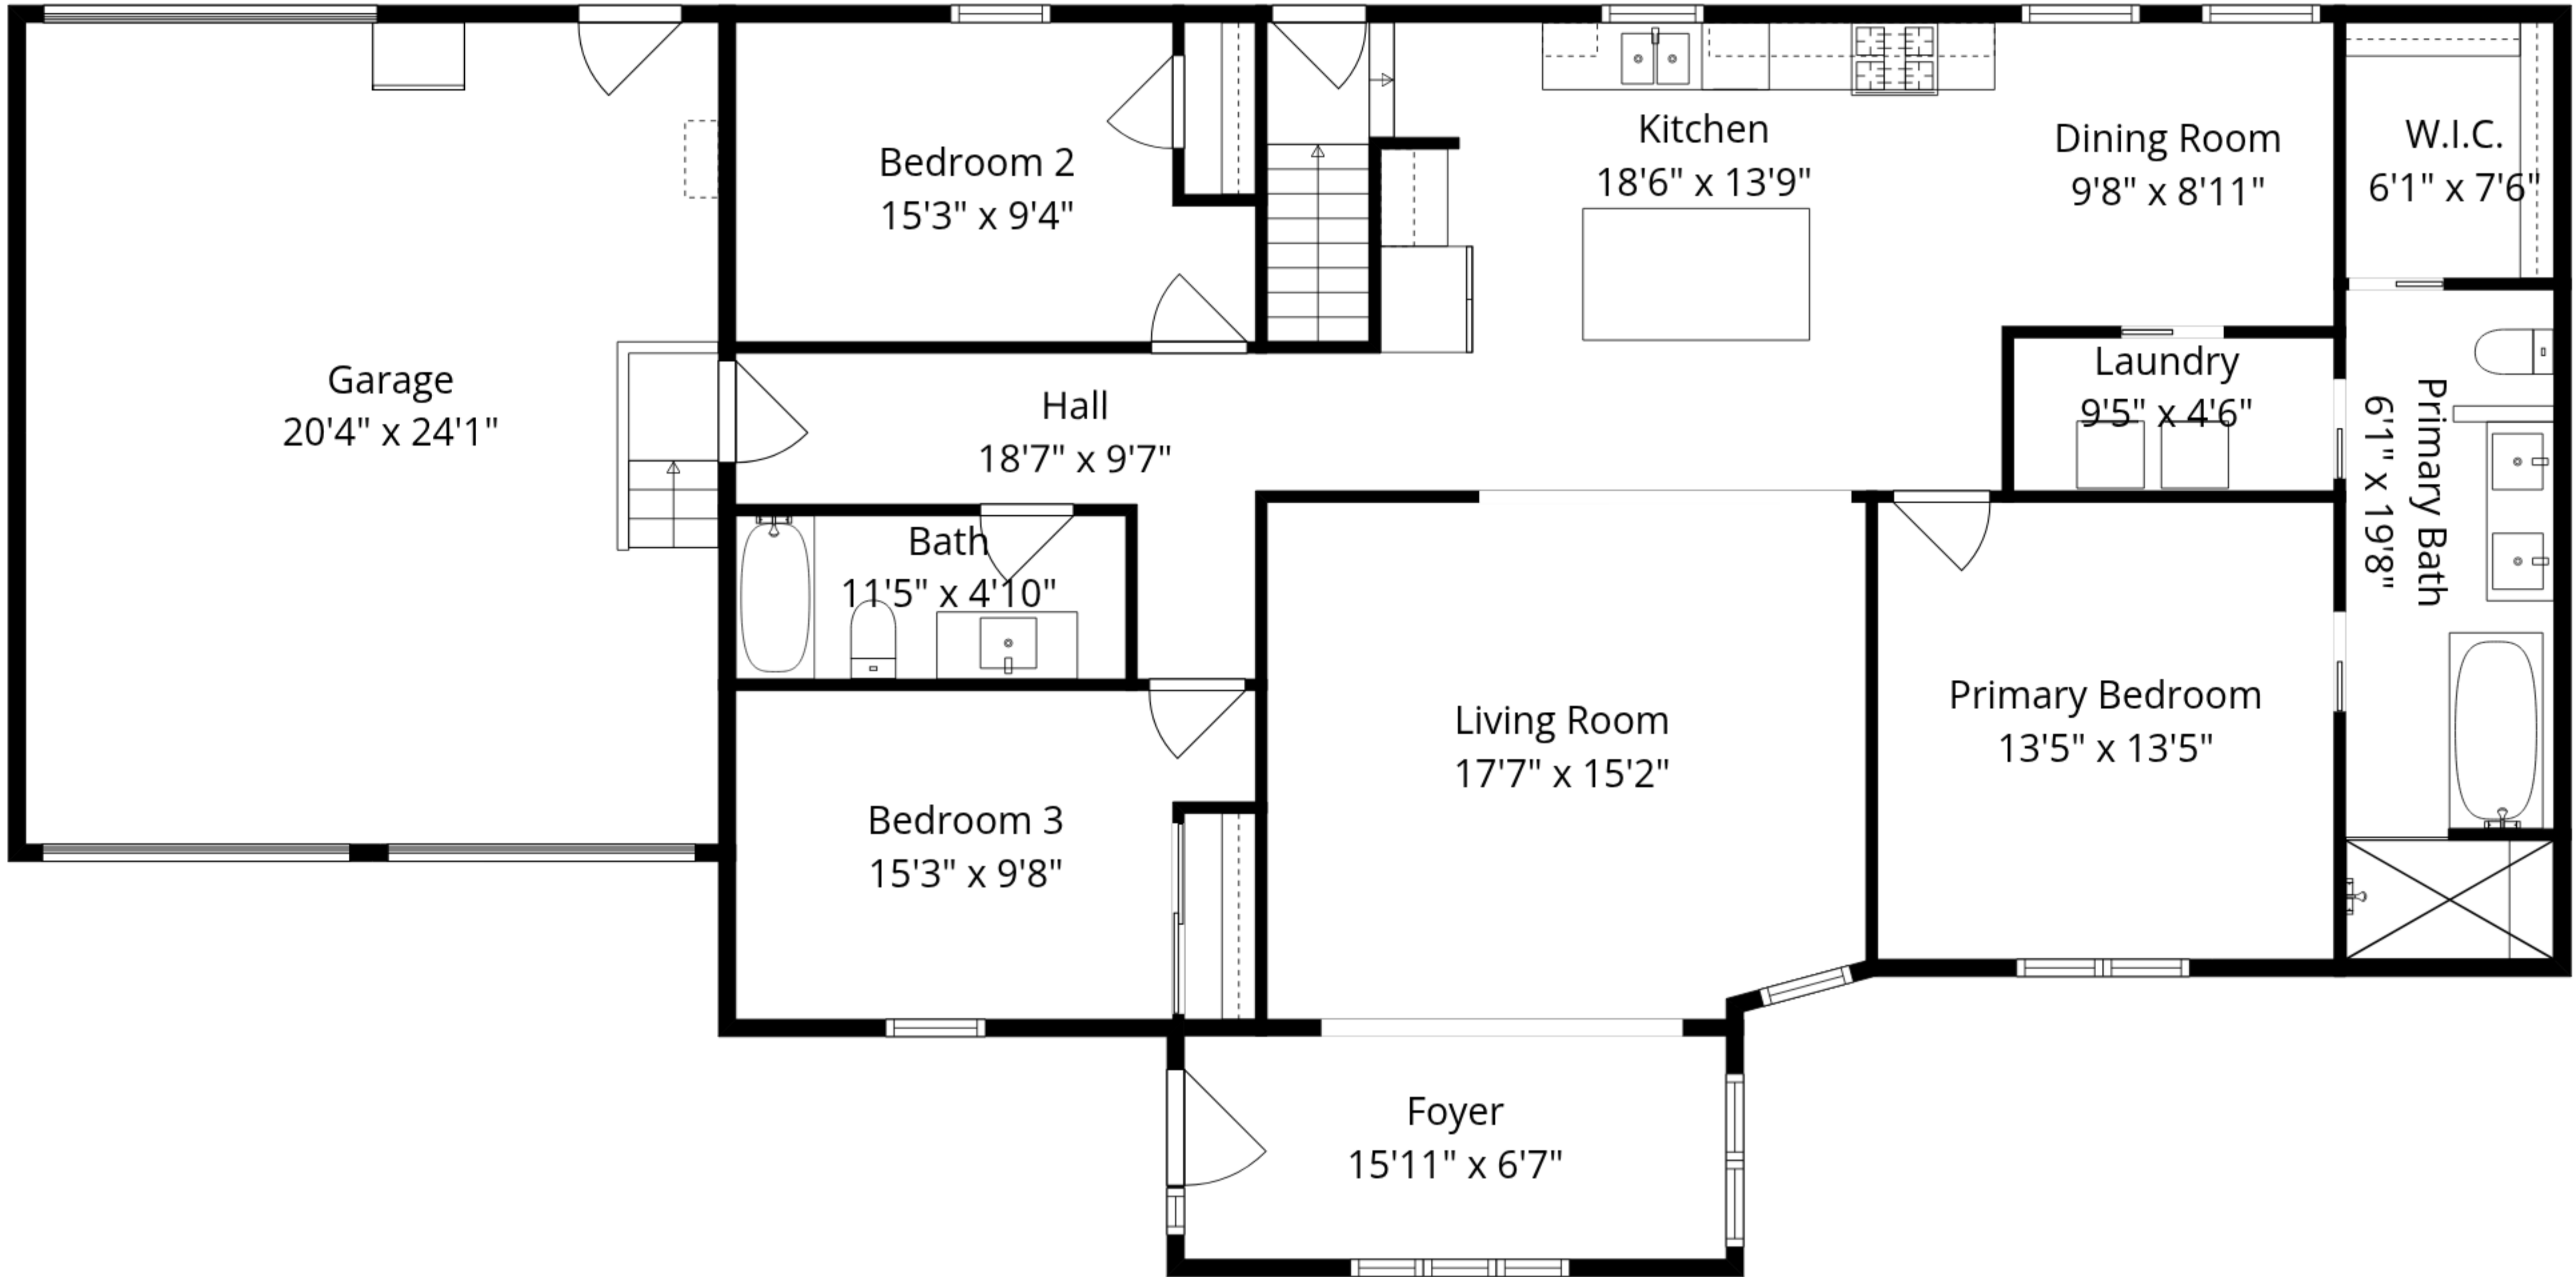 Kitchen
18'6" x 13'9"
Dining Room
9'8" x 8'11"
W.I.C.
6'1" x 7'6"
Bedroom 2
15'3" x 9'4"
Garage
20'4" x 24'1"
Hall
18'7" x 9'7"
Laundry
9'5" x 4'6"
Primary Bath
6'1" x 19'8"
Bath
11'5" x 4'10"
Primary Bedroom
13'5" x 13'5"
Living Room
17'7" x 15'2"
Bedroom 3
15'3" x 9'8"
Foyer
15'11" x 6'7"